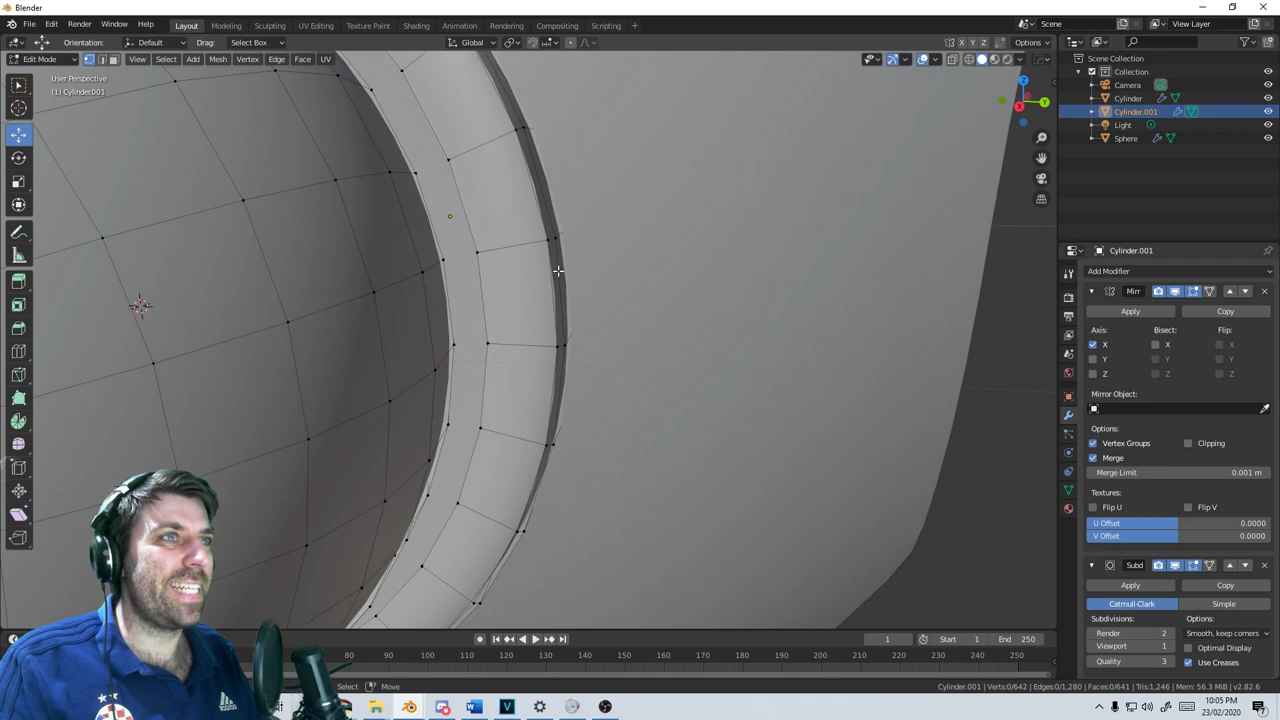 Blender
File Edit Render Window Help Layout Modeling Sculpting UV Editing Texture Paint Shading Animation Rendering Compositing Scripting + Scene View Layer
Orientation: Default Drag: Select Box Global X Y Z Options
Edit Mode View Select Add Mesh Vertex Edge Face UV
User Perspective
(1) Cylinder.001
X Y Z
Scene Collection
Collection
Camera
Cylinder
Cylinder.001
Light
Sphere
Cylinder.001
Add Modifier
Mirr
Apply Copy
Axis: Bisect: Flip:
X X X
Y Y Y
Z Z Z
Mirror Object:
Options:
Vertex Groups Clipping
Merge
Merge Limit 0.001 m
Textures:
Flip U Flip V
U Offset 0.0000
V Offset 0.0000
Subd
Apply Copy
Catmull-Clark Simple
Subdivisions: Options:
Render 2 Smooth, keep corners
Viewport 1 Optimal Display
Quality 3 Use Creases
1 Start 1 End 250
80 90 100 110 120 130 140 150 160 170 180 190 200 210 220 230 240 250
Select Move Cylinder.001 | Verts:0/642 | Edges:0/1,280 | Faces:0/641 | Tris:1,246 | Mem: 56.3 MiB | v2.82.6
10:05 PM
23/02/2020